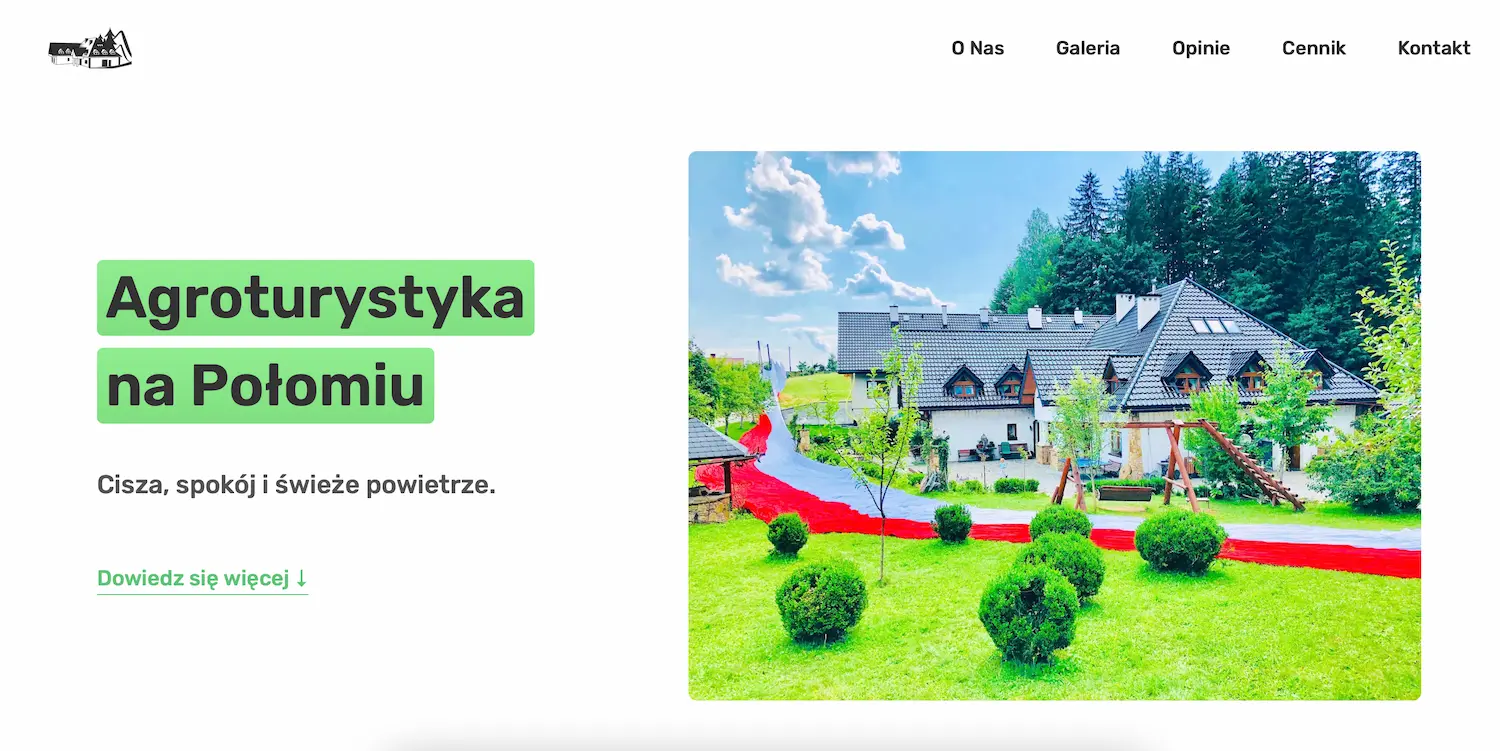 O Nas
Galeria
Opinie
Cennik
Kontakt
Agroturystyka
na Połomiu
Cisza, spokój i świeże powietrze.
Dowiedz się więcej ↓